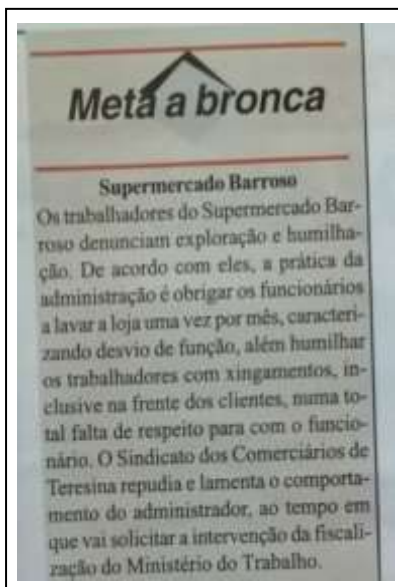 Meta a bronca
Supermercado Barroso
Os trabalhadores do Supermercado Bar-
roso denunciam exploração e humilha-
ção. De acordo com eles, a prática da
administração é obrigar os funcionários
a lavar a loja uma vez por mês, caracteri-
zando desvio de função, além humilhar
os trabalhadores com xingamentos, in-
clusive na frente dos clientes, numa to-
tal falta de respeito para com o funcio-
nário. O Sindicato dos Comerciários de
Teresina repudia e lamenta o comporta-
mento do administrador, ao tempo em
que vai solicitar a intervenção da fiscali-
zação do Ministério do Trabalho.